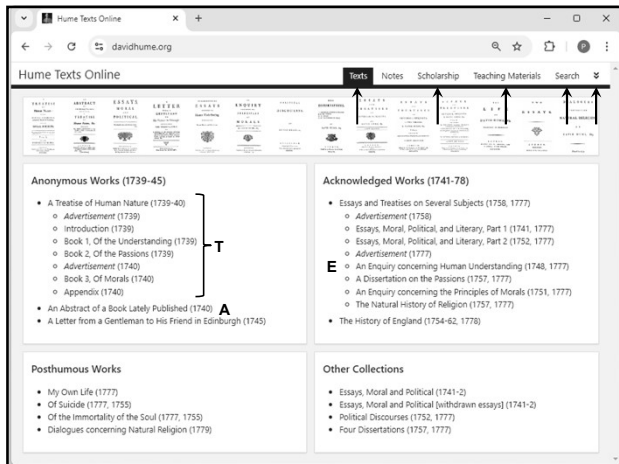 Hume Texts Online
davidhume.org
P
Hume Texts Online
Texts Notes Scholarship Teaching Materials Search
Anonymous Works (1739-45)
A Treatise of Human Nature (1739-40)
Advertisement (1739)
Introduction (1739)
Book 1, Of the Understanding (1739)
Book 2, Of the Passions (1739)
Advertisement (1740)
Book 3, Of Morals (1740)
Appendix (1740)
T
An Abstract of a Book Lately Published (1740) A
A Letter from a Gentleman to His Friend in Edinburgh (1745)
Acknowledged Works (1741-78)
Essays and Treatises on Several Subjects (1758, 1777)
Advertisement (1758)
Essays, Moral, Political, and Literary, Part 1 (1741, 1777)
Essays, Moral, Political, and Literary, Part 2 (1752, 1777)
Advertisement (1777)
E An Enquiry concerning Human Understanding (1748, 1777)
A Dissertation on the Passions (1757, 1777)
An Enquiry concerning the Principles of Morals (1751, 1777)
The Natural History of Religion (1757, 1777)
The History of England (1754-62, 1778)
Posthumous Works
My Own Life (1777)
Of Suicide (1777, 1755)
Of the Immortality of the Soul (1777, 1755)
Dialogues concerning Natural Religion (1779)
Other Collections
Essays, Moral and Political (1741-2)
Essays, Moral and Political [withdrawn essays] (1741-2)
Political Discourses (1752, 1777)
Four Dissertations (1757, 1777)